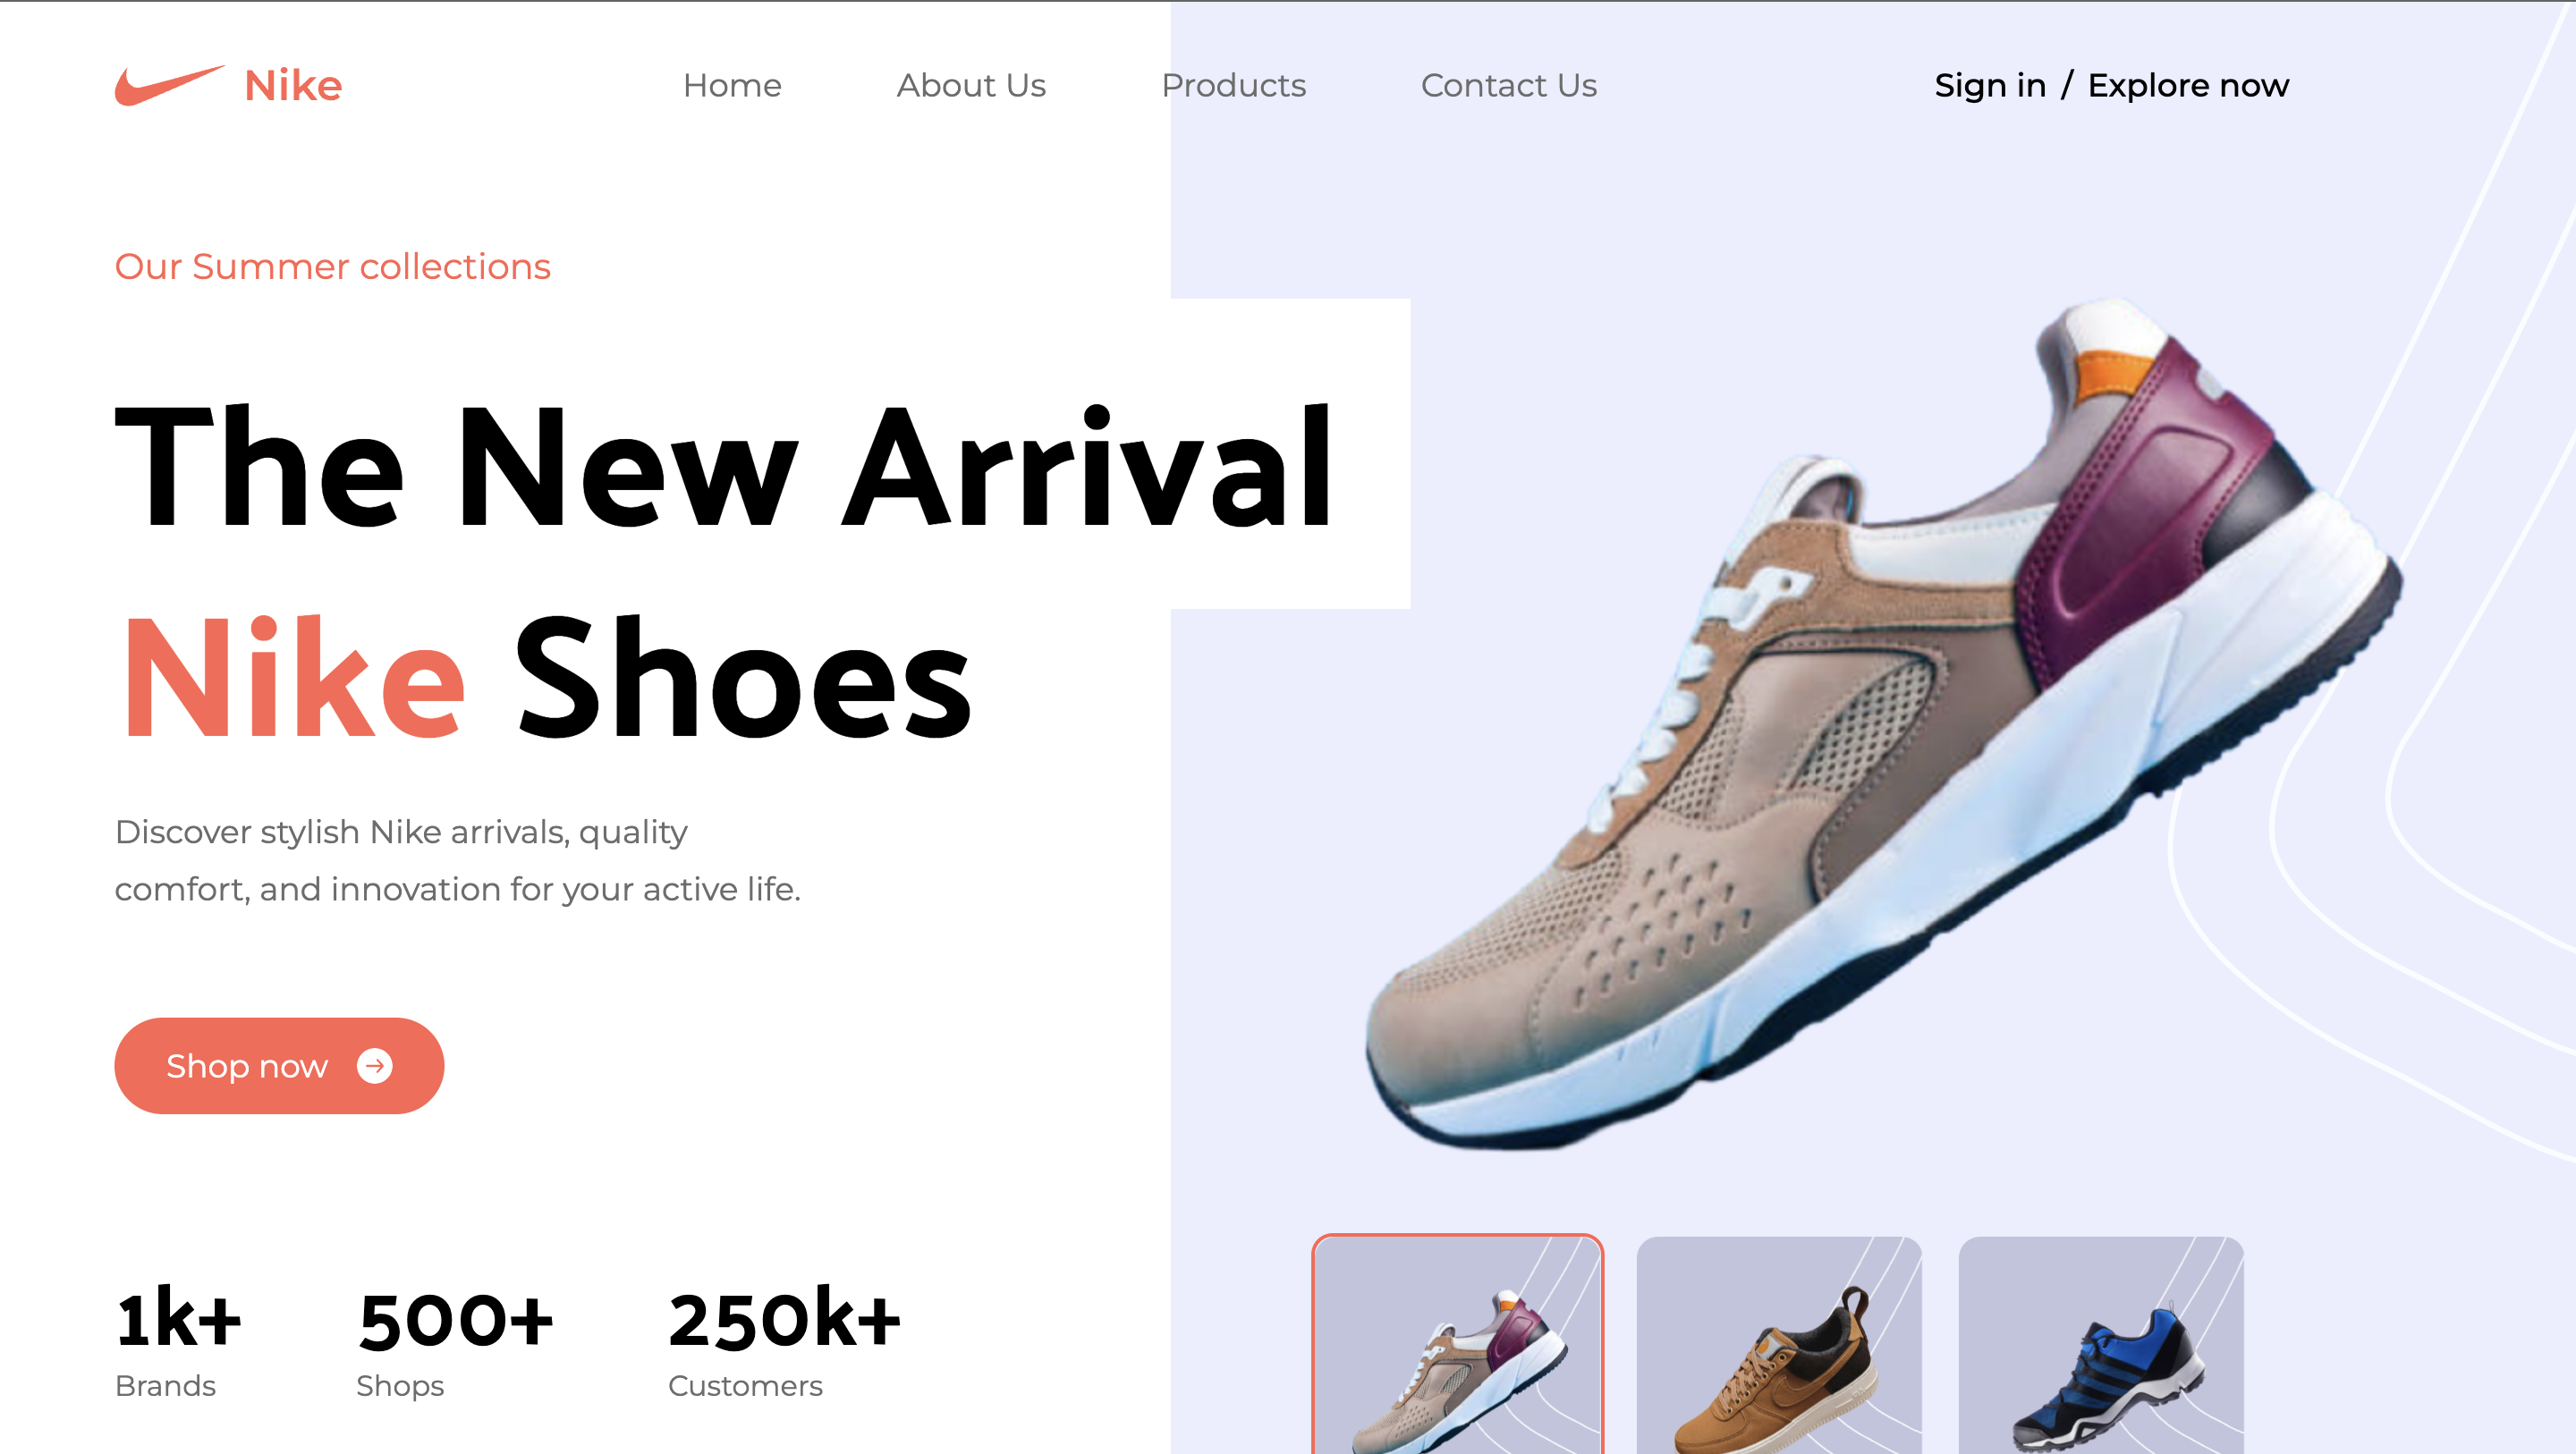 Nike
Home
About Us
Products
Contact Us
Sign in / Explore now
Our Summer collections
The New Arrival
Nike Shoes
Discover stylish Nike arrivals, quality
comfort, and innovation for your active life.
Shop now
1k+
Brands
500+
Shops
250k+
Customers